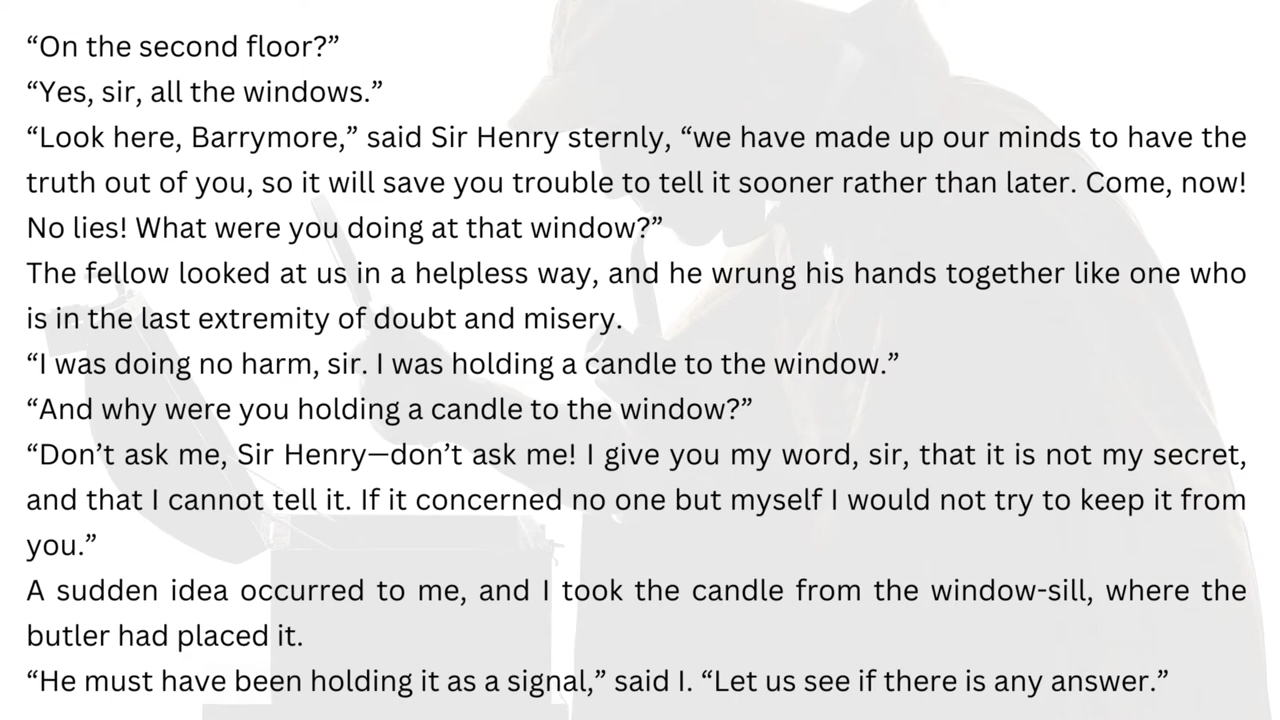 “On the second floor?”
“Yes, sir, all the windows.”
“Look here, Barrymore,” said Sir Henry sternly, “we have made up our minds to have the
truth out of you, so it will save you trouble to tell it sooner rather than later. Come, now!
No lies! What were you doing at that window?”
The fellow looked at us in a helpless way, and he wrung his hands together like one who
is in the last extremity of doubt and misery.
“I was doing no harm, sir. I was holding a candle to the window.”
“And why were you holding a candle to the window?”
“Don’t ask me, Sir Henry—don’t ask me! I give you my word, sir, that it is not my secret,
and that I cannot tell it. If it concerned no one but myself I would not try to keep it from
you.”
A sudden idea occurred to me, and I took the candle from the window-sill, where the
butler had placed it.
“He must have been holding it as a signal,” said I. “Let us see if there is any answer.”